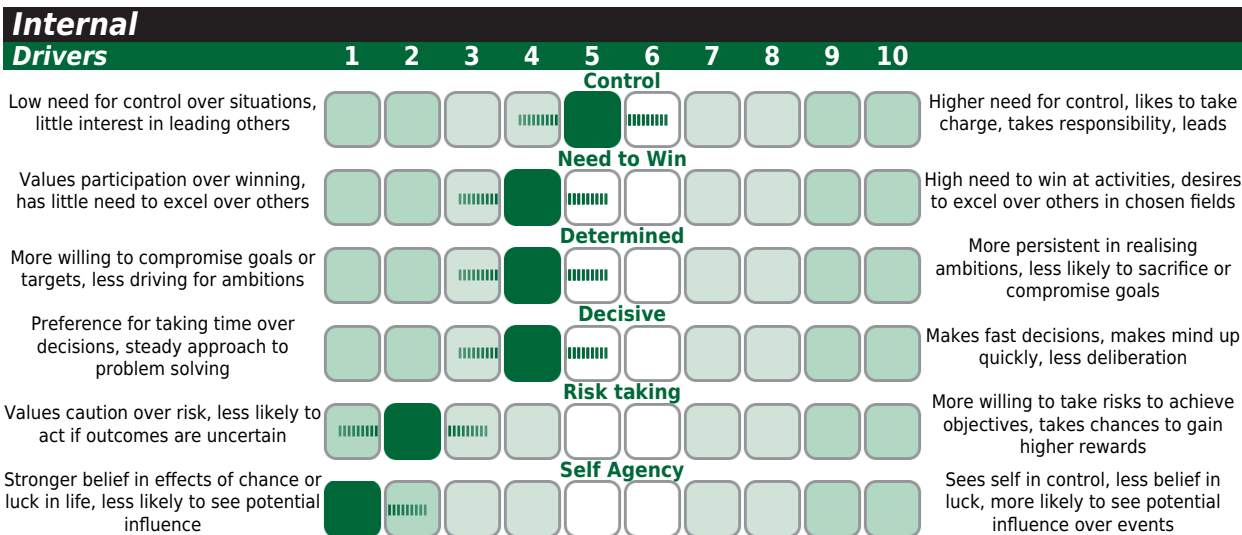 Internal
Drivers 1 2 3 4 5 6 7 8 9 10
Control
Low need for control over situations,
little interest in leading others
Higher need for control, likes to take
charge, takes responsibility, leads
Need to Win
Values participation over winning,
has little need to excel over others
High need to win at activities, desires
to excel over others in chosen fields
Determined
More willing to compromise goals or
targets, less driving for ambitions
More persistent in realising
ambitions, less likely to sacrifice or
compromise goals
Decisive
Preference for taking time over
decisions, steady approach to
problem solving
Makes fast decisions, makes mind up
quickly, less deliberation
Risk taking
Values caution over risk, less likely to
act if outcomes are uncertain
More willing to take risks to achieve
objectives, takes chances to gain
higher rewards
Self Agency
Stronger belief in effects of chance or
luck in life, less likely to see potential
influence
Sees self in control, less belief in
luck, more likely to see potential
influence over events